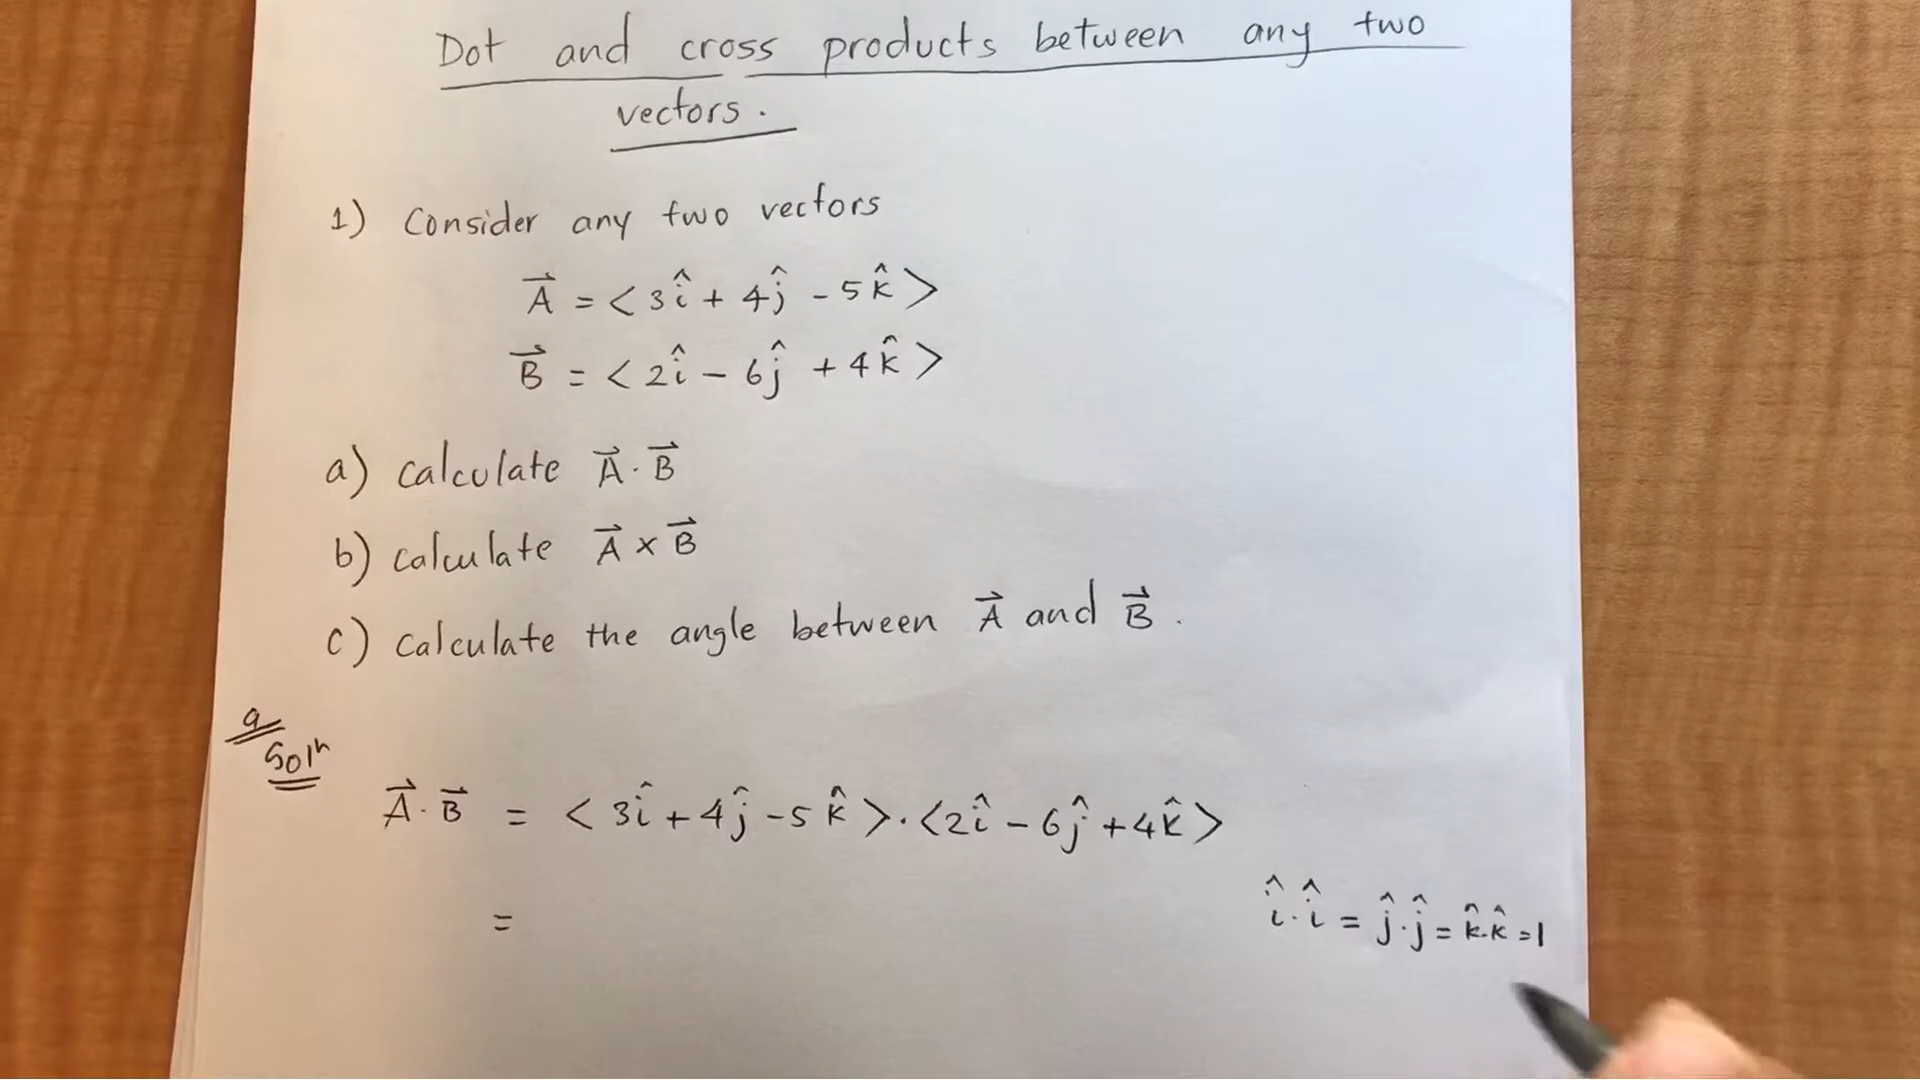 Dot and cross products between any two
vectors.
1) Consider any two vectors
A⃗ = < 3î + 4ĵ - 5k̂ >
B⃗ = < 2î - 6ĵ + 4k̂ >
a) calculate A⃗ · B⃗
b) calculate A⃗ × B⃗
c) calculate the angle between A⃗ and B⃗ .
a
Solⁿ
A⃗ · B⃗ = < 3î + 4ĵ - 5k̂ > · < 2î - 6ĵ + 4k̂ >
î · î = ĵ · ĵ = k̂ · k̂ = 1
=